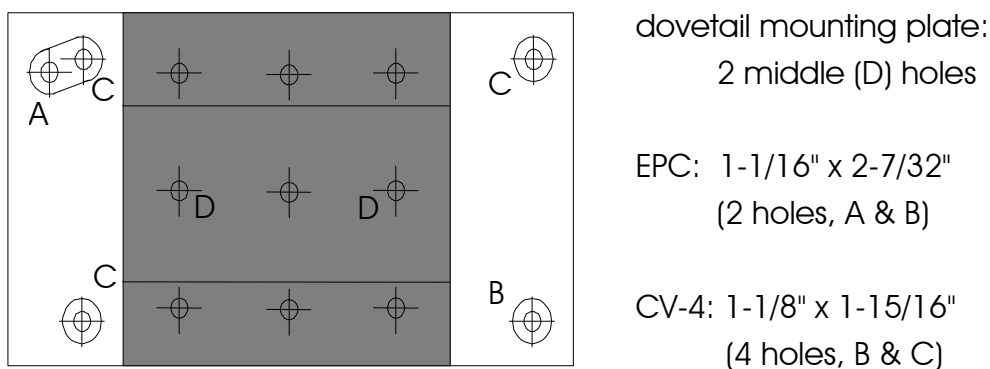 dovetail mounting plate:
2 middle (D) holes
EPC: 1-1/16" x 2-7/32"
(2 holes, A & B)
CV-4: 1-1/8" x 1-15/16"
(4 holes, B & C)
C
C
A
D
D
C
B